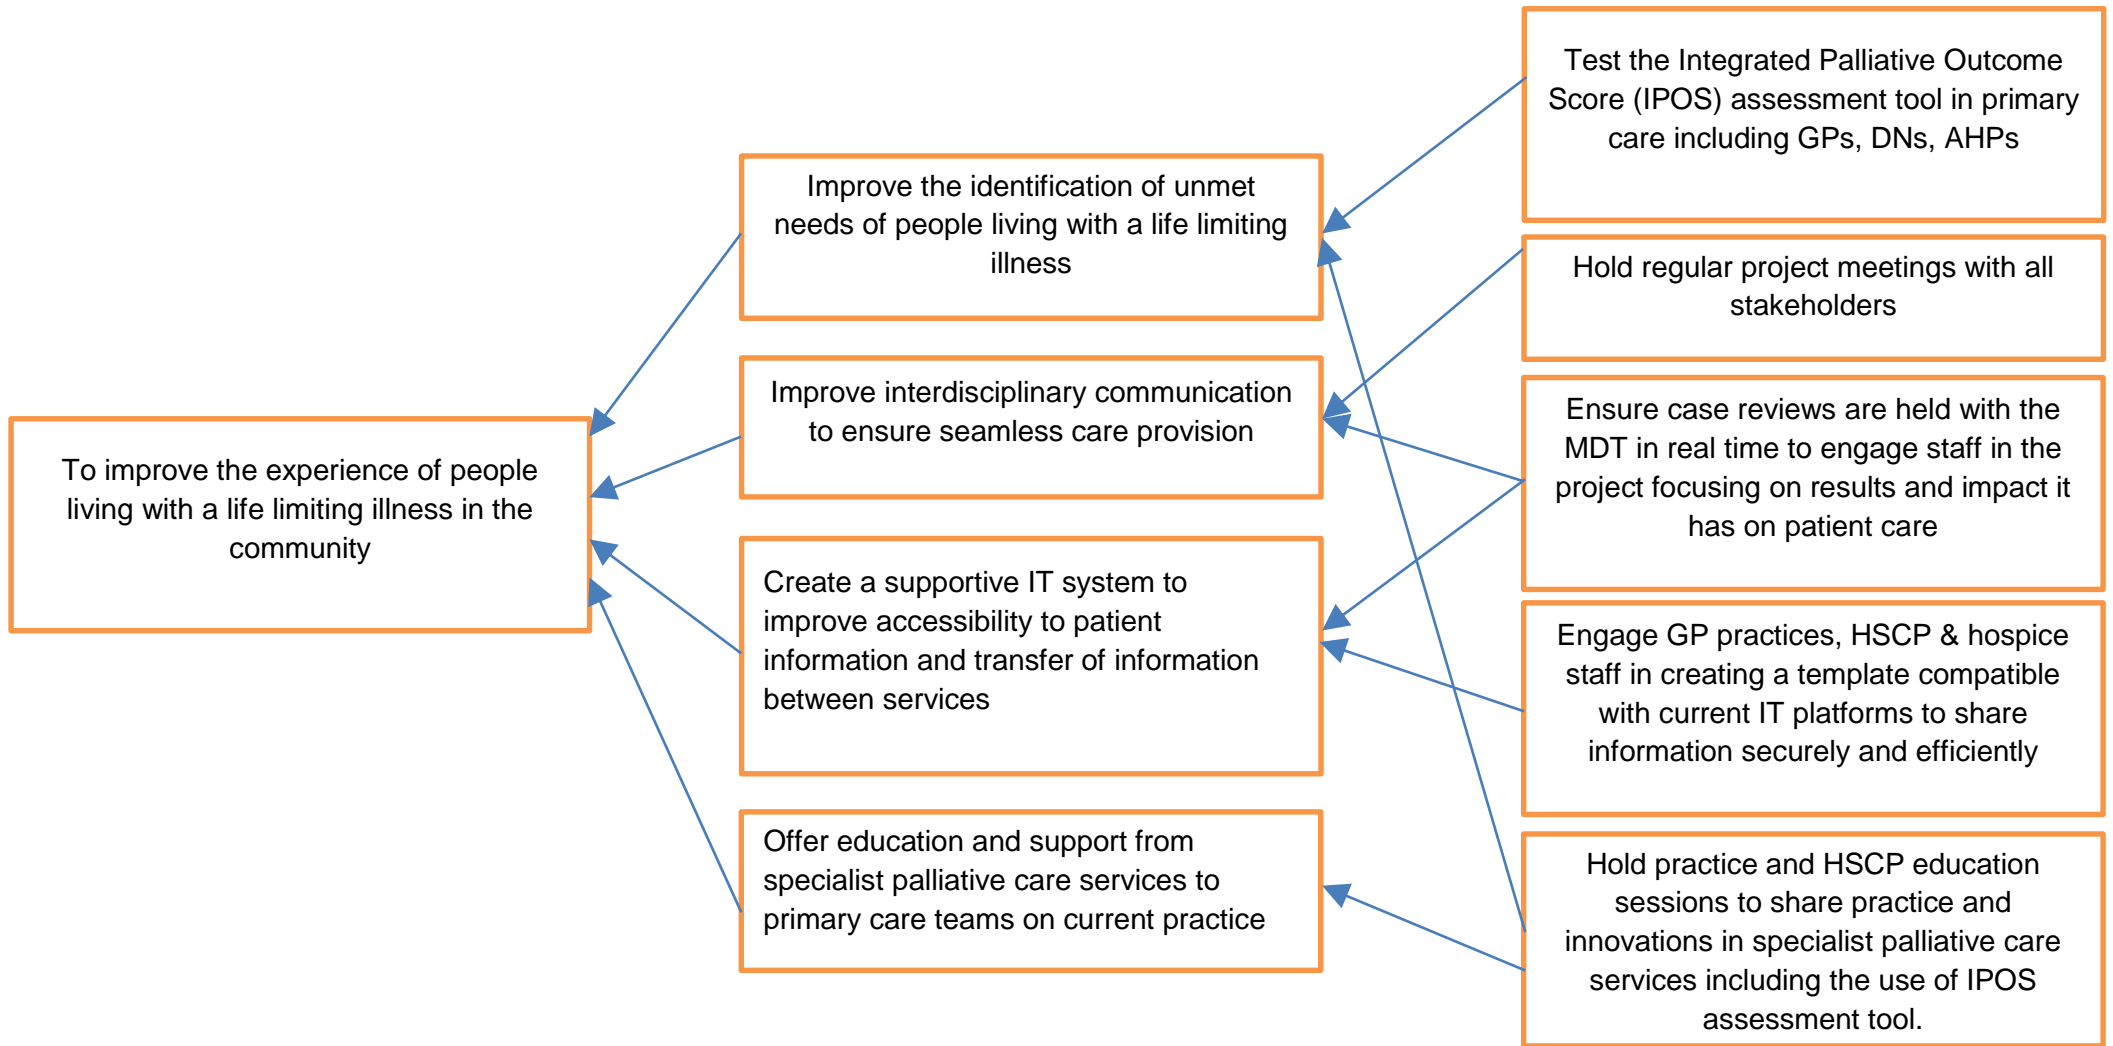 To improve the experience of people
living with a life limiting illness in the
community
Improve the identification of unmet
needs of people living with a life limiting
illness
Improve interdisciplinary communication
to ensure seamless care provision
Create a supportive IT system to
improve accessibility to patient
information and transfer of information
between services
Offer education and support from
specialist palliative care services to
primary care teams on current practice
Test the Integrated Palliative Outcome
Score (IPOS) assessment tool in primary
care including GPs, DNs, AHPs
Hold regular project meetings with all
stakeholders
Ensure case reviews are held with the
MDT in real time to engage staff in the
project focusing on results and impact it
has on patient care
Engage GP practices, HSCP & hospice
staff in creating a template compatible
with current IT platforms to share
information securely and efficiently
Hold practice and HSCP education
sessions to share practice and
innovations in specialist palliative care
services including the use of IPOS
assessment tool.